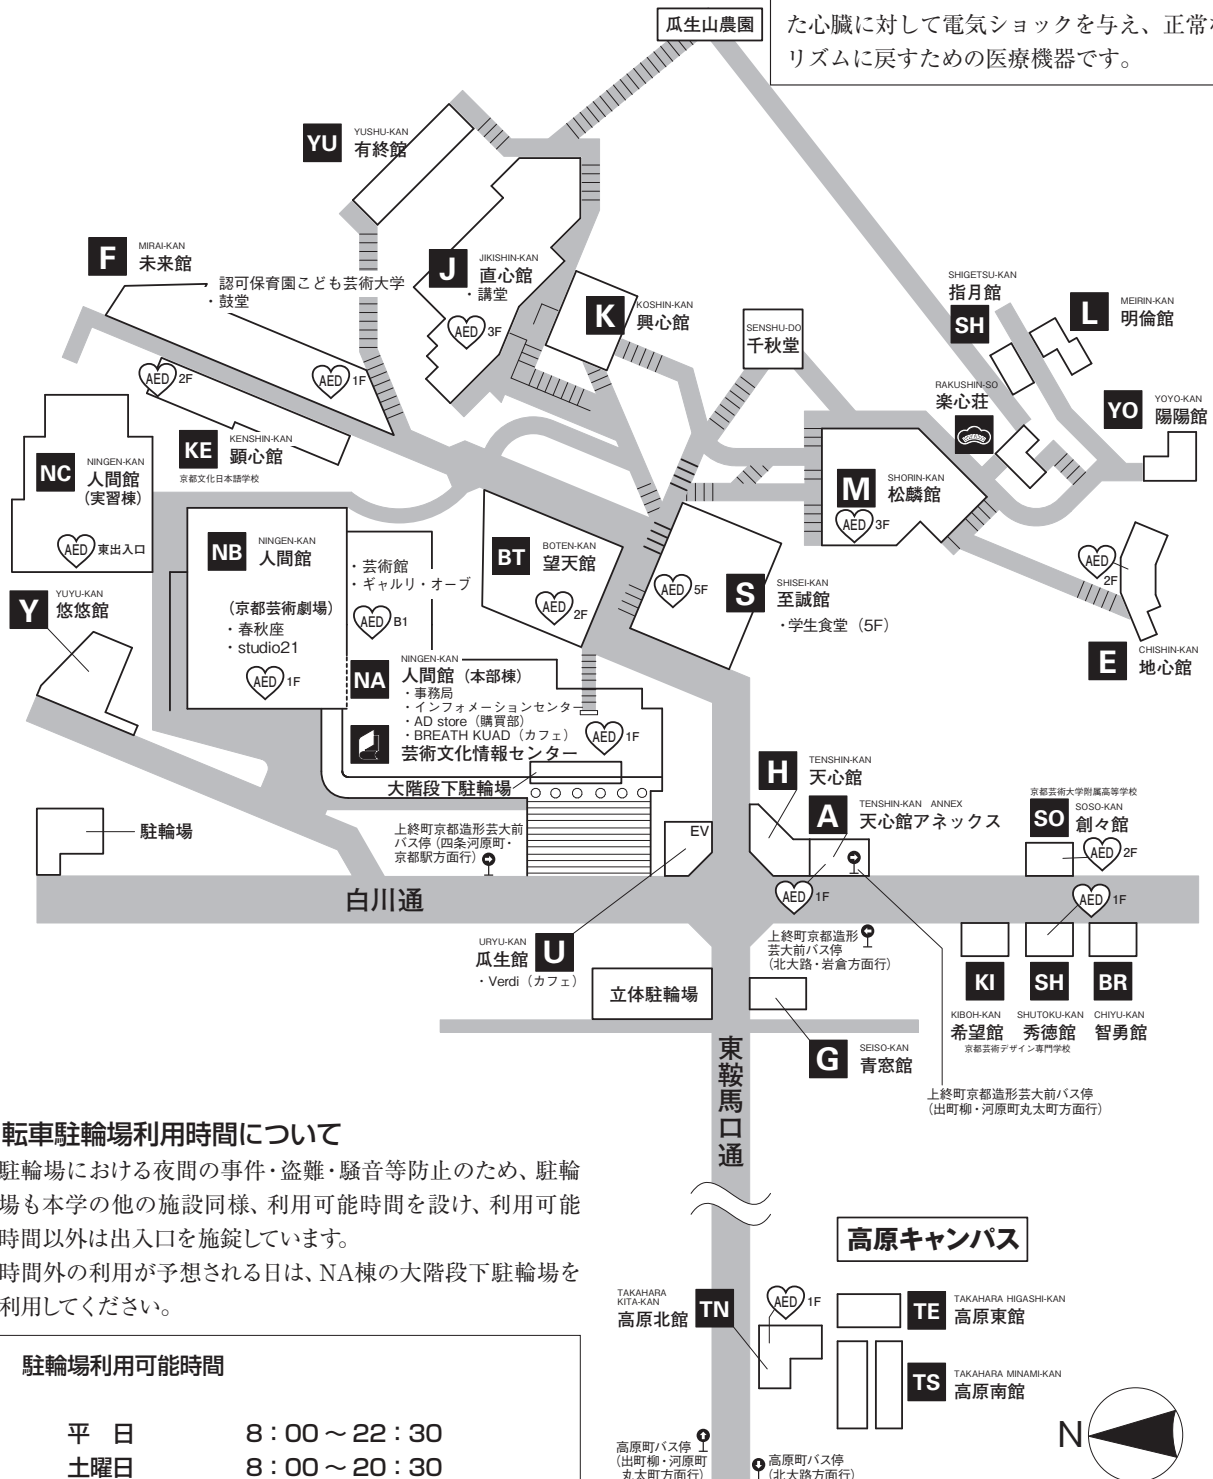 瓜生山農園
た心臓に対して電気ショックを与え、正常な
リズムに戻すための医療機器です。
YU
YUSHU-KAN
有終館
F
MIRAI-KAN
未来館
認可保育園こども芸術大学
・鼓堂
J
JIKISHIN-KAN
直心館
・講堂
AED 3F
K
KOSHIN-KAN
興心館
SENSHU-DO
千秋堂
SHIGETSU-KAN
指月館
SH
L
MEIRIN-KAN
明倫館
RAKUSHIN-SO
楽心荘
YO
YOYO-KAN
陽陽館
AED 2F
AED 1F
KE
KENSHIN-KAN
顕心館
京都文化日本語学校
NC
NINGEN-KAN
人間館
(実習棟)
AED 東出入口
M
SHORIN-KAN
松麟館
AED 3F
NB
NINGEN-KAN
人間館
(京都芸術劇場)
・春秋座
・studio21
AED 1F
・芸術館
・ギャルリ・オーブ
AED B1
BT
BOTEN-KAN
望天館
AED 2F
AED 5F
S
SHISEI-KAN
至誠館
・学生食堂（5F）
AED 2F
E
CHISHIN-KAN
地心館
Y
YUYU-KAN
悠悠館
NA
NINGEN-KAN
人間館（本部棟）
・事務局
・インフォメーションセンター
・AD store（購買部）
・BREATH KUAD（カフェ）
芸術文化情報センター
AED 1F
大階段下駐輪場
駐輪場
上終町京都造形芸大前
バス停（四条河原町・
京都駅方面行）
EV
H
TENSHIN-KAN
天心館
A
TENSHIN-KAN ANNEX
天心館アネックス
京都芸術大学附属高等学校
SO
SOSO-KAN
創々館
AED 2F
白川通
AED 1F
AED 1F
URYU-KAN
瓜生館
U
・Verdi（カフェ）
上終町京都造形
芸大前バス停
（北大路・岩倉方面行）
立体駐輪場
KI
SH
BR
KIBOH-KAN
希望館
SHUTOKU-KAN
秀徳館
CHIYU-KAN
智勇館
京都芸術デザイン専門学校
G
SEISO-KAN
青窓館
上終町京都造形芸大前バス停
（出町柳・河原町丸太町方面行）
東鞍馬口通
転車駐輪場利用時間について
駐輪場における夜間の事件・盗難・騒音等防止のため、駐輪
場も本学の他の施設同様、利用可能時間を設け、利用可能
時間以外は出入口を施錠しています。
時間外の利用が予想される日は、NA棟の大階段下駐輪場を
利用してください。
駐輪場利用可能時間
平　日　8：00～22：30
土曜日　8：00～20：30
高原キャンパス
TAKAHARA
KITA-KAN
高原北館
TN
AED 1F
TE
TAKAHARA HIGASHI-KAN
高原東館
TS
TAKAHARA MINAMI-KAN
高原南館
N
高原町バス停
（出町柳・河原町
丸太町方面行）
高原町バス停
（北大路方面行）